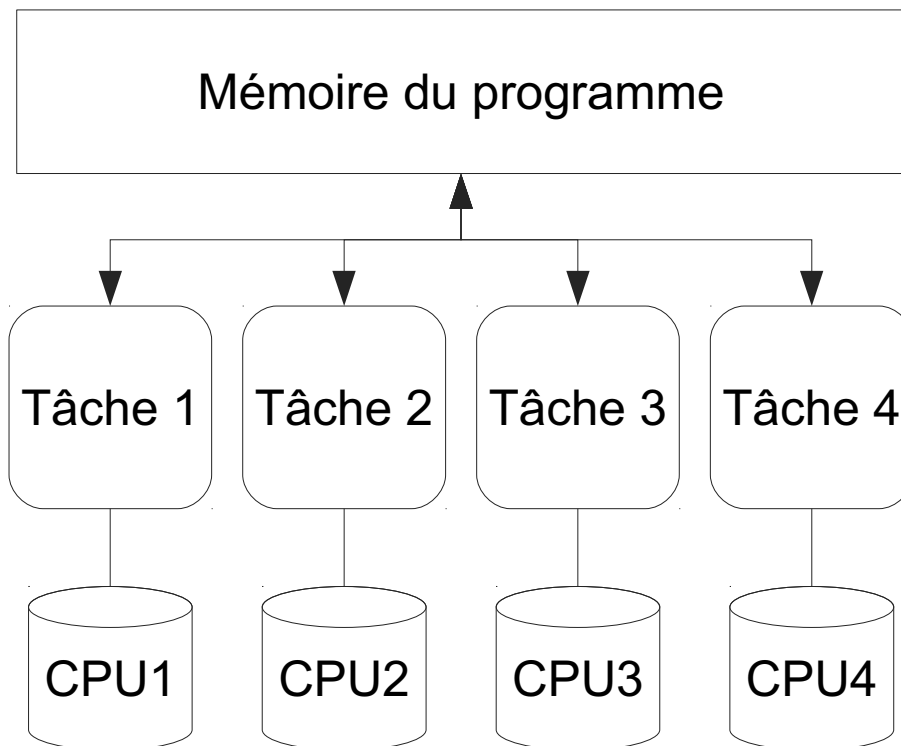 Mémoire du programme
Tâche 1
Tâche 2
Tâche 3
Tâche 4
CPU1
CPU2
CPU3
CPU4